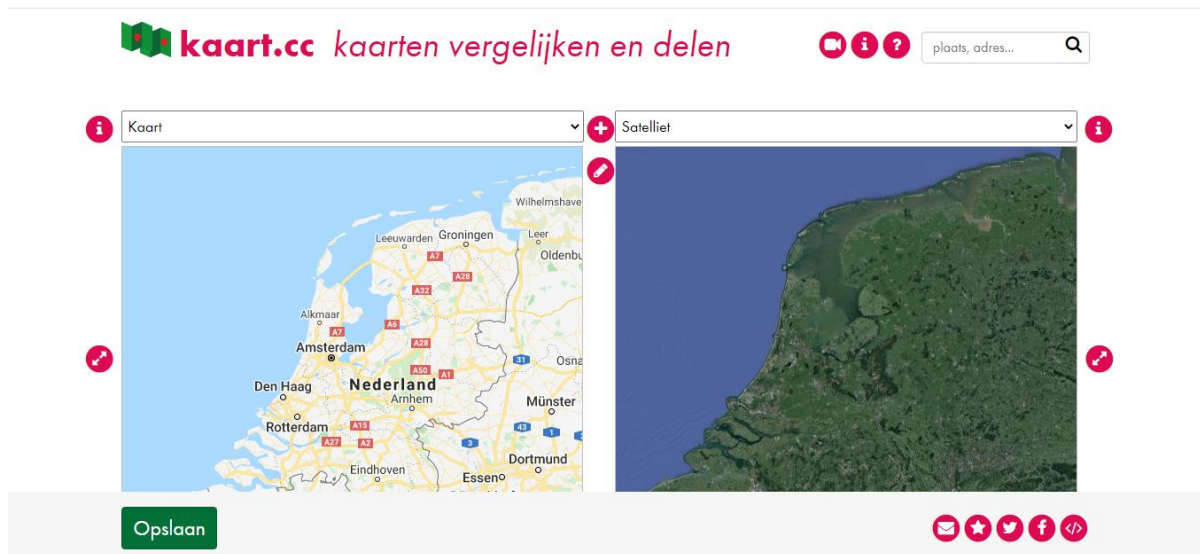 kaart.cc kaarten vergelijken en delen
plaats, adres...
Kaart
Satelliet
Wilhelmshave
Leeuwarden
Groningen
Leer
Oldenbu
A7
A28
A32
Alkmaar
A7
A6
Amsterdam
A28
31
Osna
A50
A1
Den Haag
Nederland
Arnhem
Münster
Rotterdam
A15
43
1
A27
A2
3
2
Dortmund
Eindhoven
Essen
Opslaan